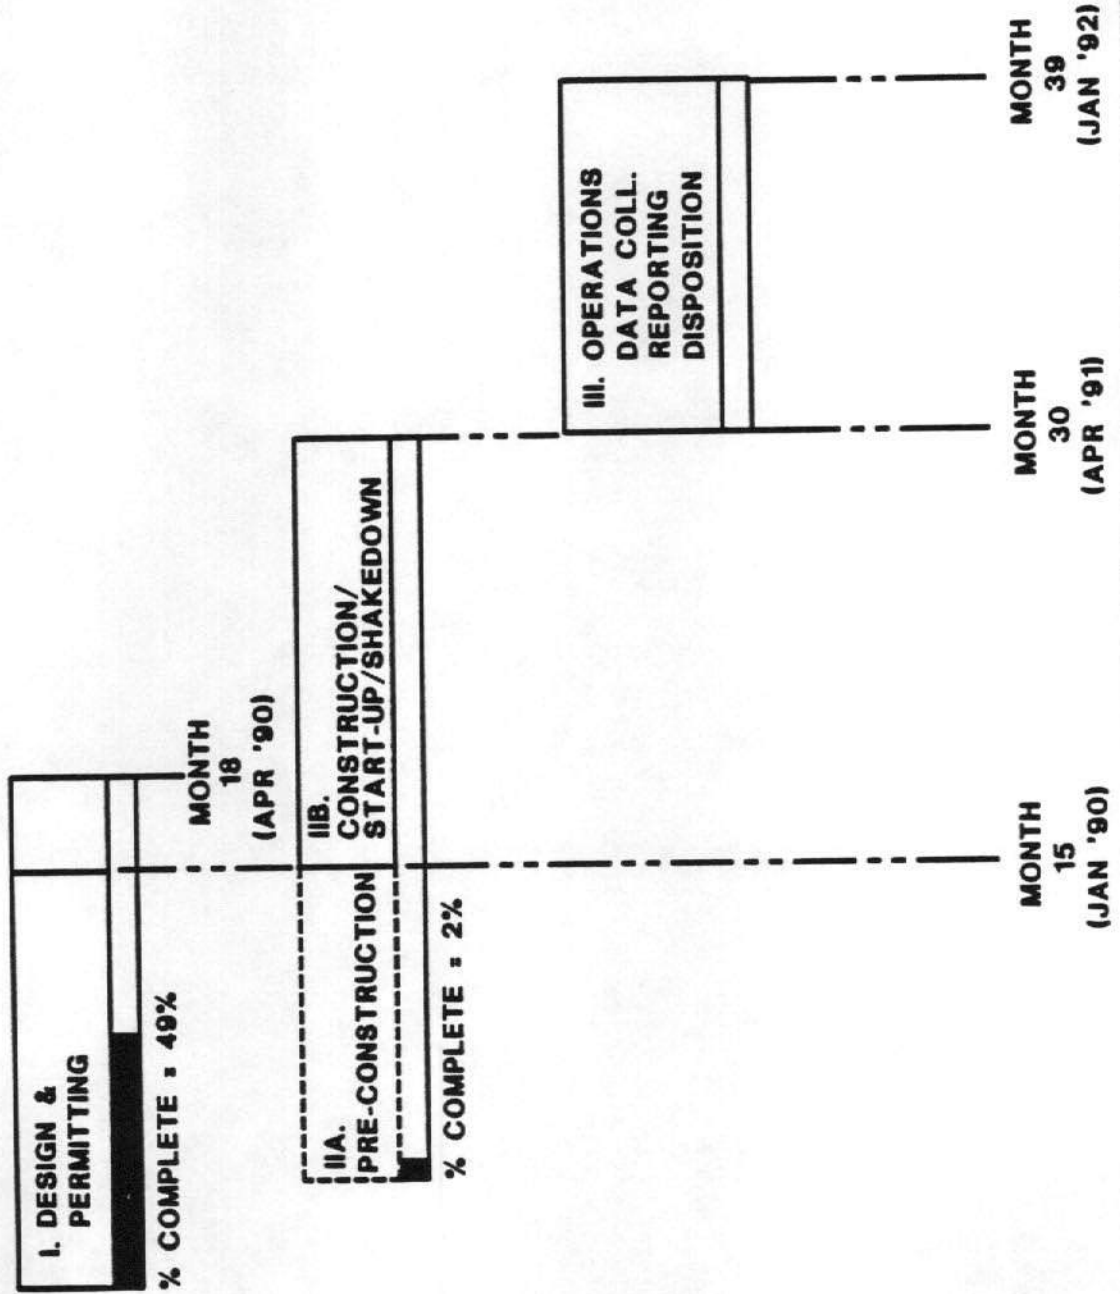 I. DESIGN &
PERMITTING
% COMPLETE = 49%
MONTH
18
(APR '90)
IIA.
PRE-CONSTRUCTION
IIB.
CONSTRUCTION/
START-UP/SHAKEDOWN
% COMPLETE = 2%
III. OPERATIONS
DATA COLL.
REPORTING
DISPOSITION
MONTH
15
(JAN '90)
MONTH
30
(APR '91)
MONTH
39
(JAN '92)